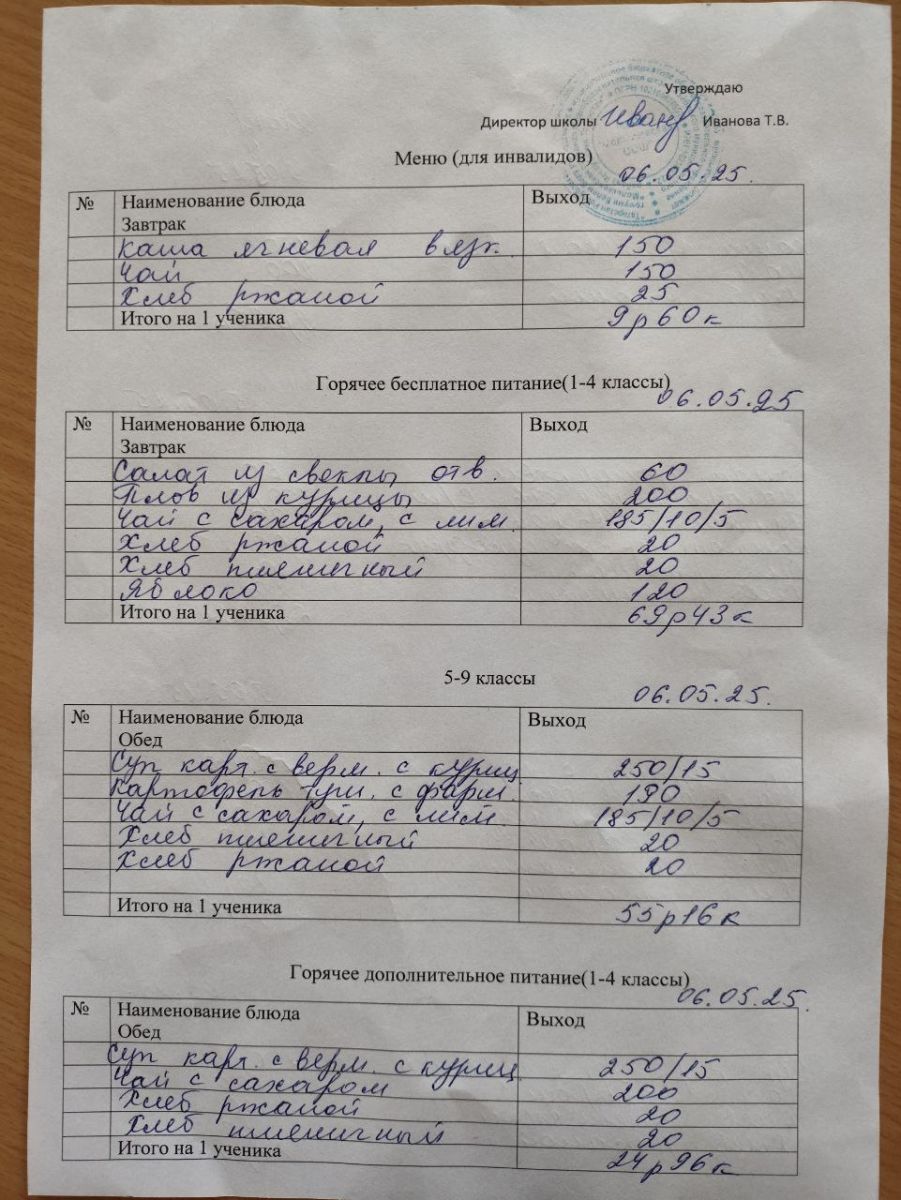 Утверждаю
Директор школы Иванова Т.В.
Меню (для инвалидов)
06.05.25.
№ Наименование блюда Выход
Завтрак
Каша ячневая вязк. 150
Чай 150
Хлеб ржаной 25
Итого на 1 ученика 9р60к
Горячее бесплатное питание(1-4 классы)
06.05.25
№ Наименование блюда Выход
Завтрак
Салат из свеклы отв. 60
Плов из курицы 200
Чай с сахаром, с лим. 185/10/5
Хлеб ржаной 20
Хлеб пшеничный 20
Яблоко 120
Итого на 1 ученика 69р43к
5-9 классы
06.05.25.
№ Наименование блюда Выход
Обед
Суп карт. с верм. с куриц 250/15
Картофель туш. с фарш. 190
Чай с сахаром, с лим. 185/10/5
Хлеб пшеничный 20
Хлеб ржаной 20
Итого на 1 ученика 55р16к
Горячее дополнительное питание(1-4 классы)
06.05.25.
№ Наименование блюда Выход
Обед
Суп карт. с верм. с куриц. 250/15
Чай с сахаром 200
Хлеб ржаной 20
Хлеб пшеничный 20
Итого на 1 ученика 24р96к